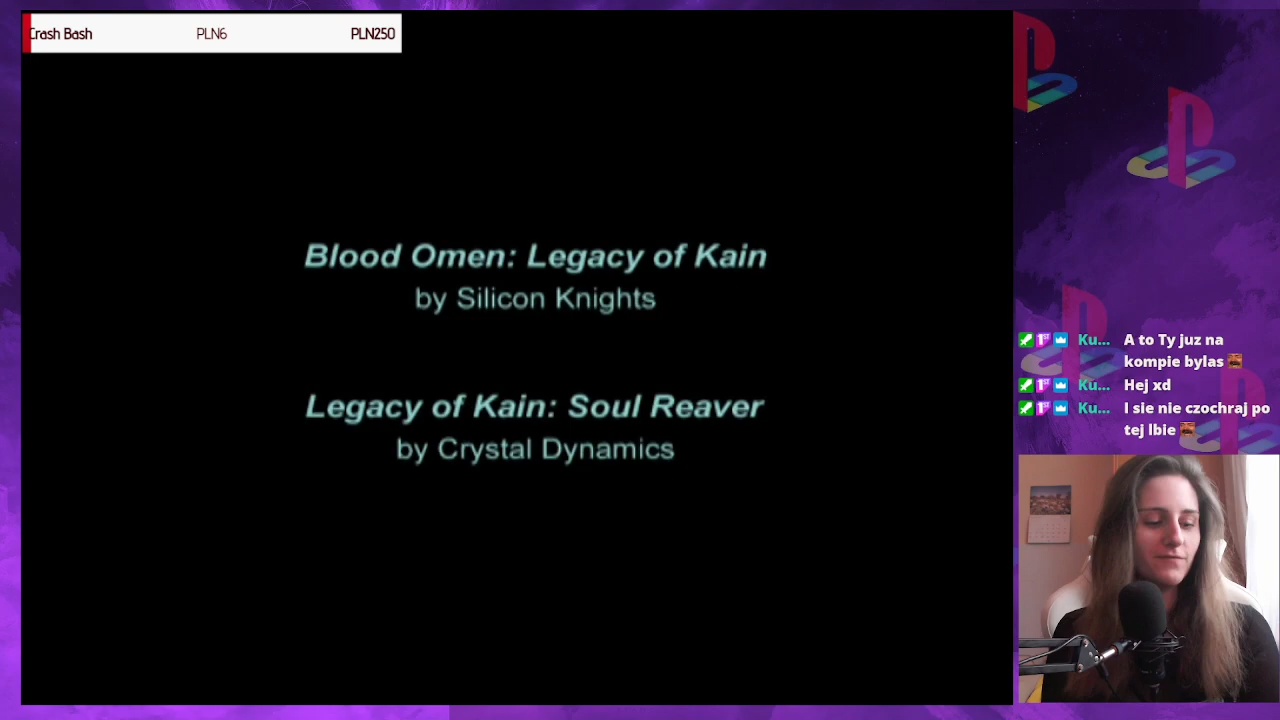 Crash Bash PLN6 PLN250
Blood Omen: Legacy of Kain
by Silicon Knights
Legacy of Kain: Soul Reaver
by Crystal Dynamics
Ku... A to Ty juz na
kompie bylas
Ku... Hej xd
Ku... I sie nie czochraj po
tej lbie